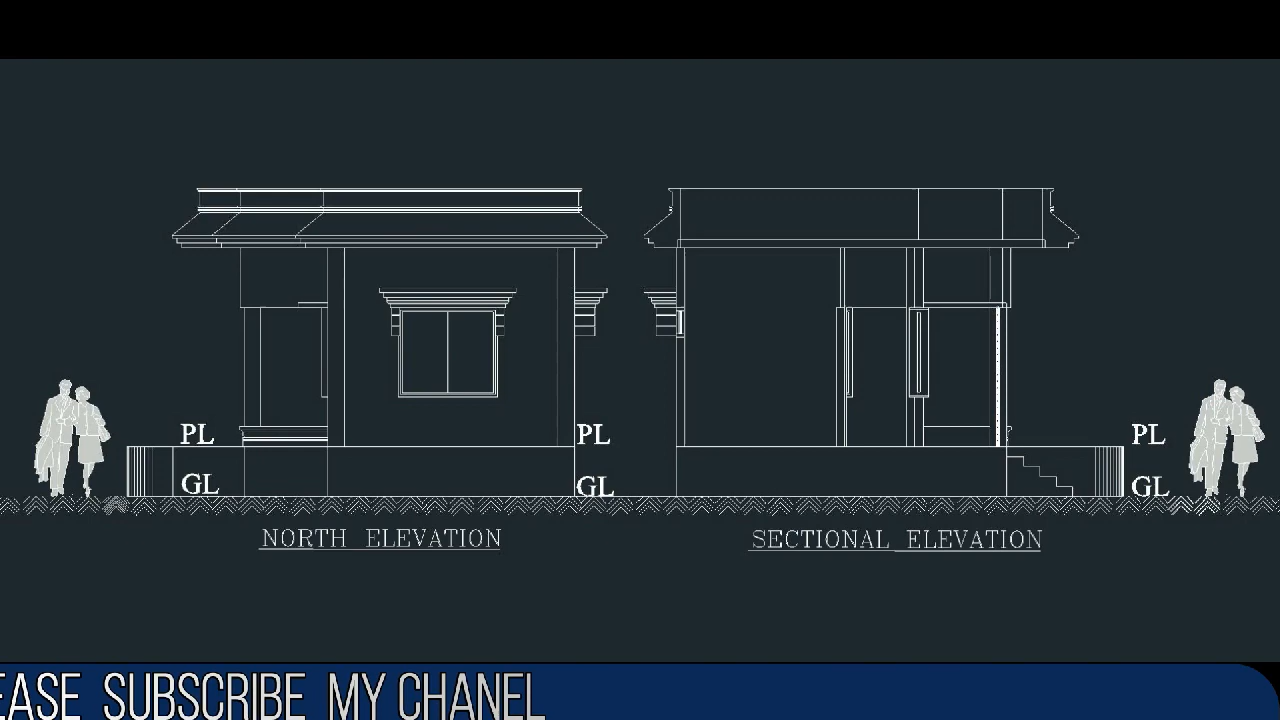 PL PL PL
GL GL GL
NORTH ELEVATION SECTIONAL ELEVATION
EASE SUBSCRIBE MY CHANEL